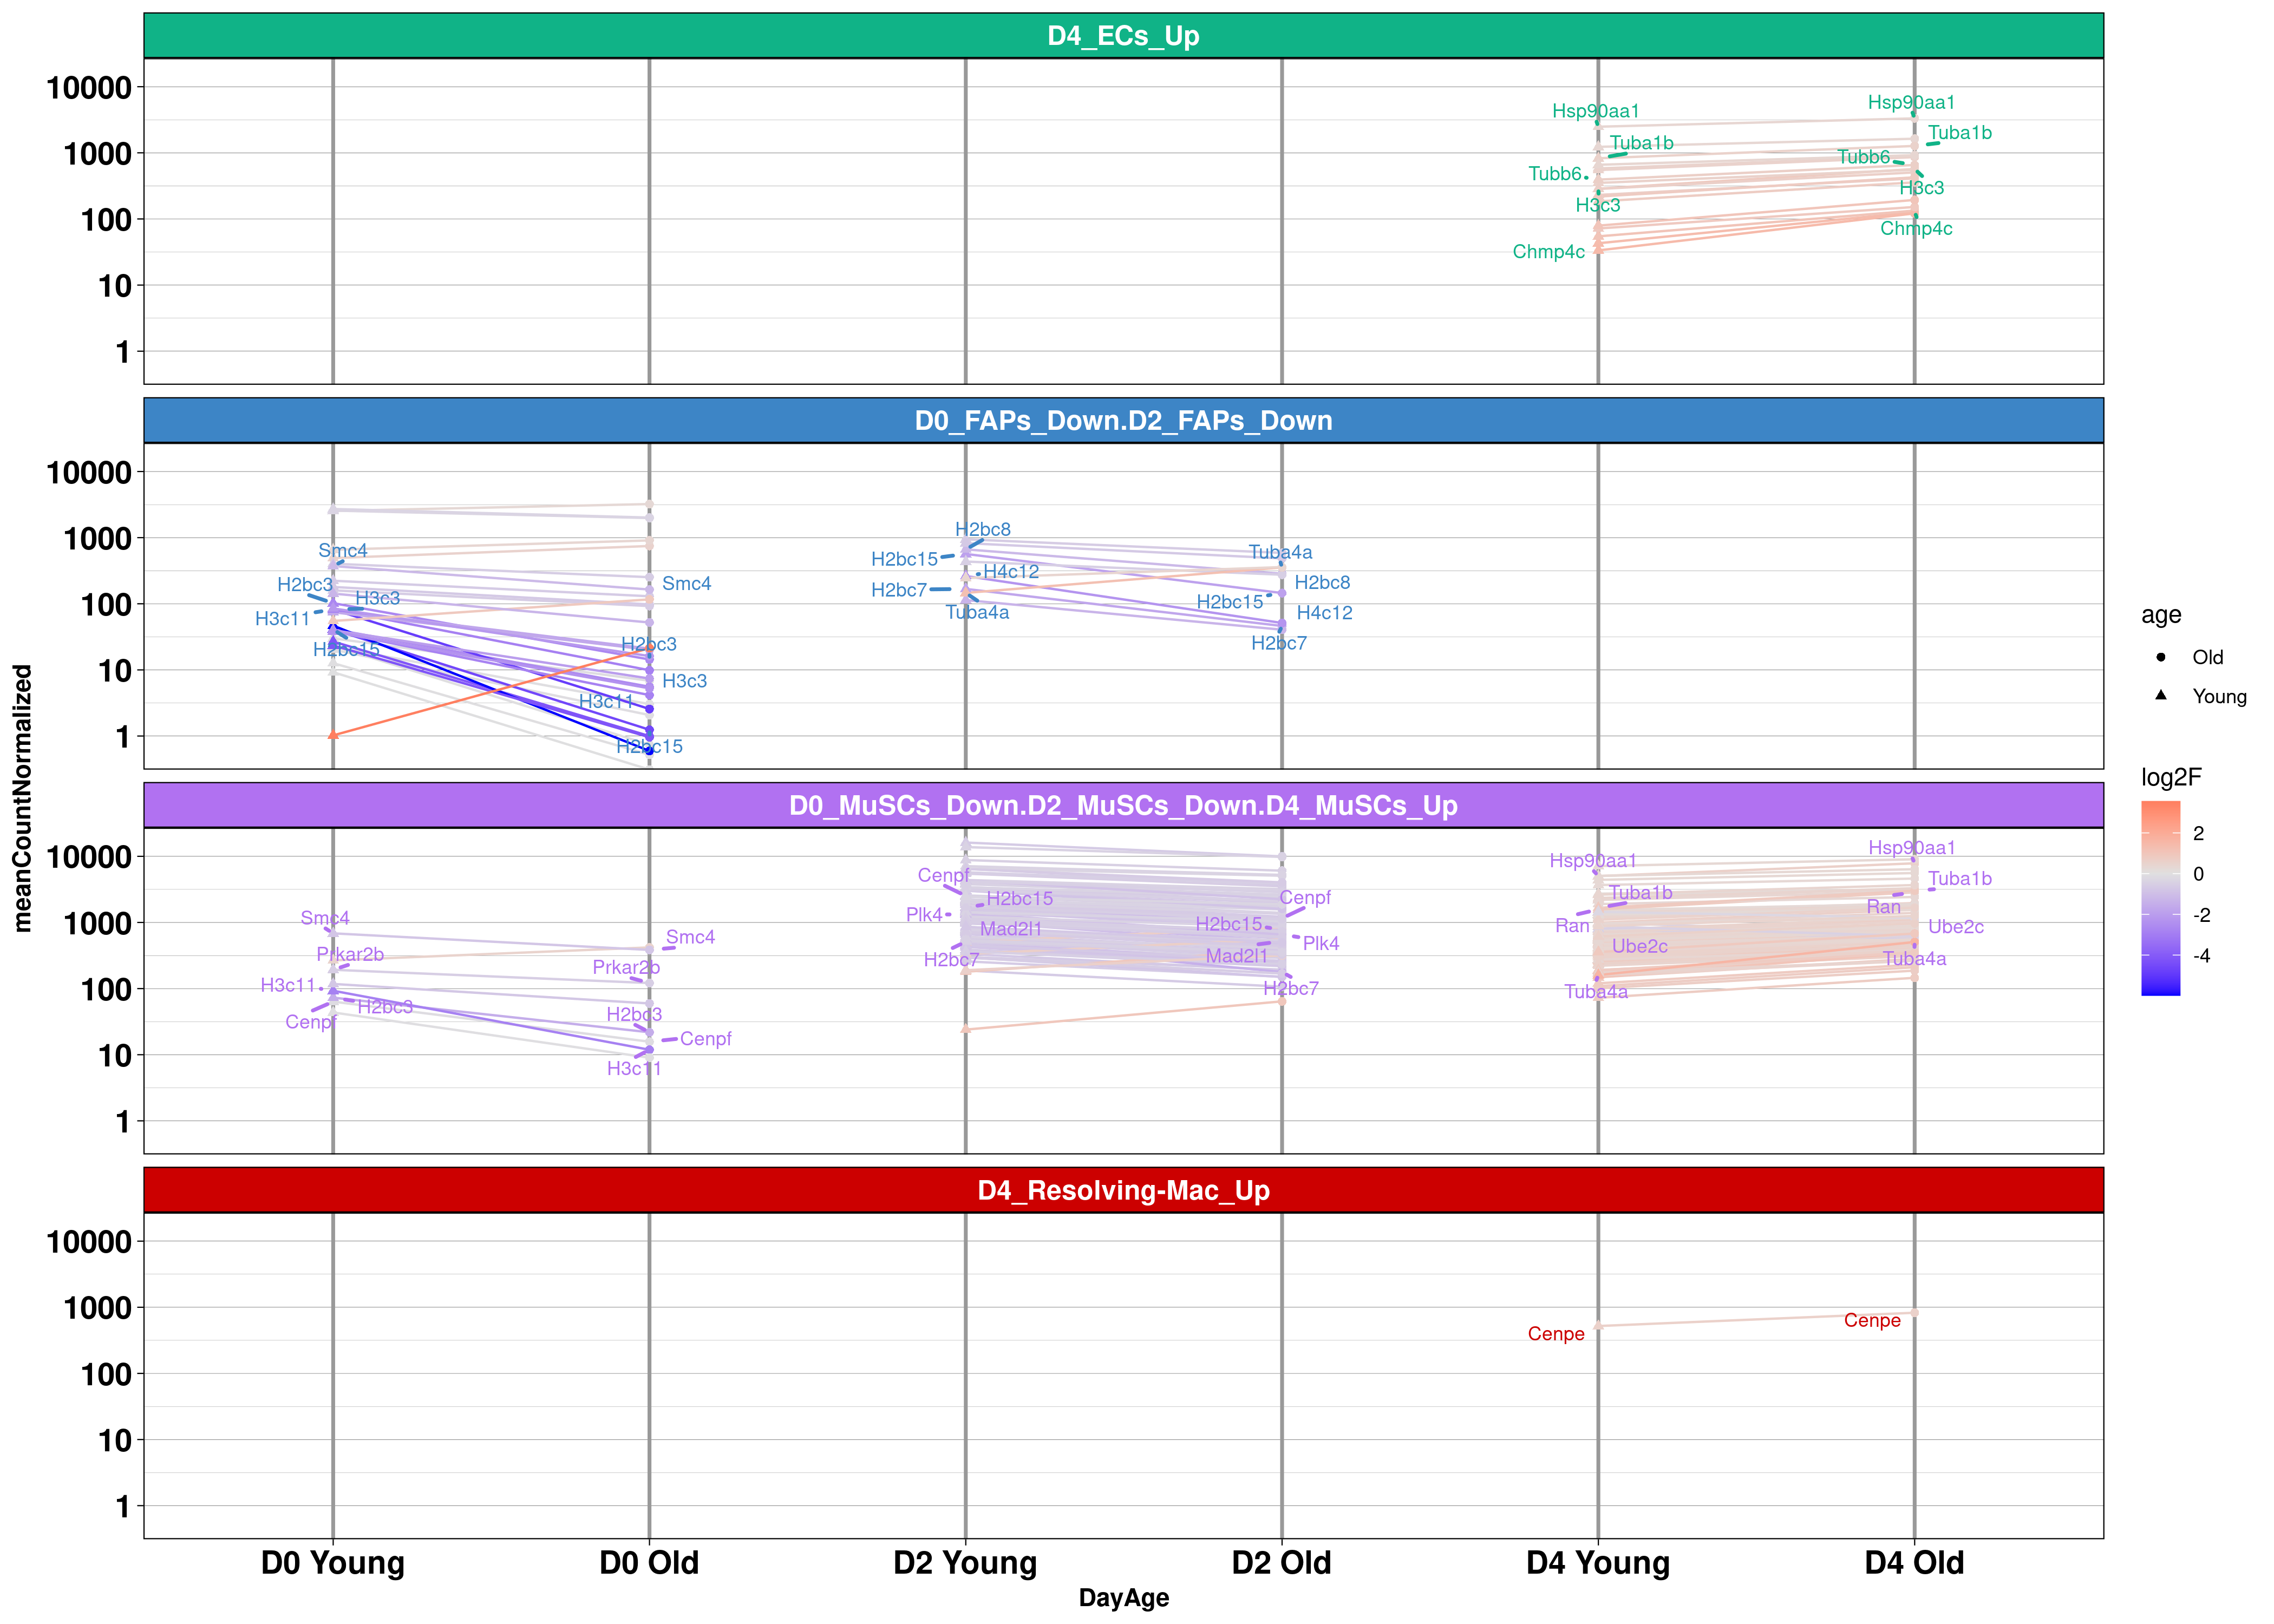 D4_ECs_Up
10000
1000
100
10
1
Hsp90aa1
Tuba1b
Tubb6
H3c3
Chmp4c
Hsp90aa1
Tuba1b
Tubb6
H3c3
Chmp4c
D0_FAPs_Down.D2_FAPs_Down
10000
1000
100
10
1
Smc4
H2bc3
H3c3
H3c11
H2bc15
Smc4
H2bc3
H3c3
H3c11
H2bc15
H2bc8
H2bc15
H4c12
H2bc7
Tuba4a
Tuba4a
H2bc8
H2bc15
H4c12
H2bc7
D0_MuSCs_Down.D2_MuSCs_Down.D4_MuSCs_Up
10000
1000
100
10
1
Smc4
Prkar2b
H3c11
H2bc3
Cenpf
Smc4
Prkar2b
H2bc3
Cenpf
H3c11
Cenpf
H2bc15
Plk4
Mad2l1
H2bc7
Cenpf
H2bc15
Plk4
Mad2l1
H2bc7
Hsp90aa1
Tuba1b
Ran
Ube2c
Tuba4a
Hsp90aa1
Tuba1b
Ran
Ube2c
Tuba4a
D4_Resolving-Mac_Up
10000
1000
100
10
1
Cenpe
Cenpe
D0 Young
D0 Old
D2 Young
D2 Old
D4 Young
D4 Old
DayAge
meanCountNormalized
age
Old
Young
log2F
2
0
-2
-4